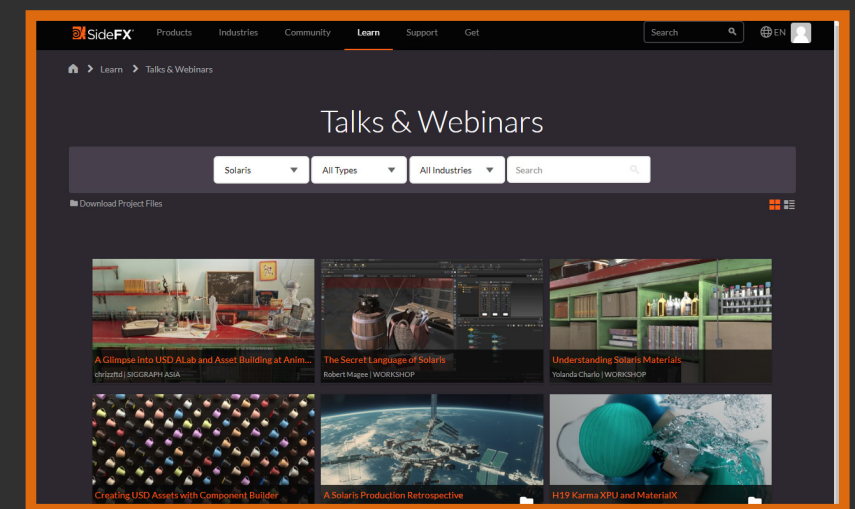 SideFX
Products Industries Community Learn Support Get
Search
EN
Learn > Talks & Webinars
Talks & Webinars
Solaris All Types All Industries Search
Download Project Files
A Glimpse into USD ALab and Asset Building at Anim...
chrizzftd | SIGGRAPH ASIA
The Secret Language of Solaris
Robert Magee | WORKSHOP
Understanding Solaris Materials
Yolanda Charlo | WORKSHOP
Creating USD Assets with Component Builder
A Solaris Production Retrospective
H19 Karma XPU and MaterialX